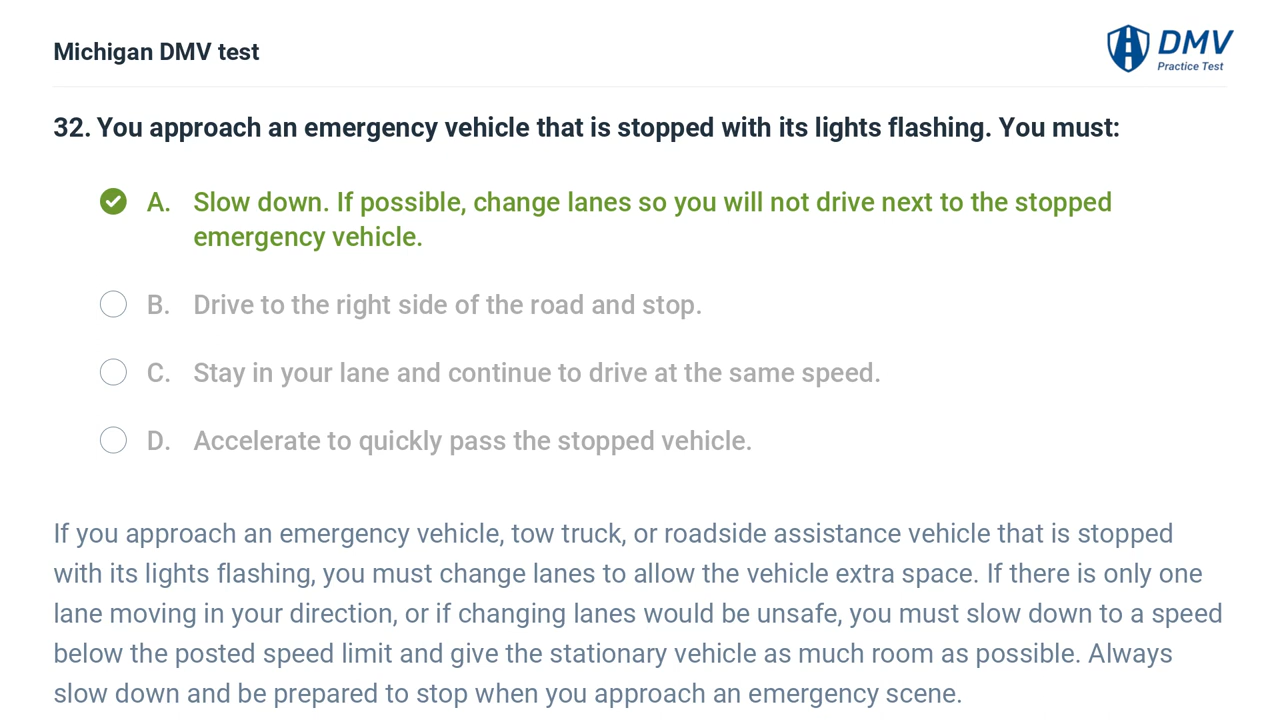 Michigan DMV test
DMV
Practice Test
32. You approach an emergency vehicle that is stopped with its lights flashing. You must:
A. Slow down. If possible, change lanes so you will not drive next to the stopped
emergency vehicle.
B. Drive to the right side of the road and stop.
C. Stay in your lane and continue to drive at the same speed.
D. Accelerate to quickly pass the stopped vehicle.
If you approach an emergency vehicle, tow truck, or roadside assistance vehicle that is stopped
with its lights flashing, you must change lanes to allow the vehicle extra space. If there is only one
lane moving in your direction, or if changing lanes would be unsafe, you must slow down to a speed
below the posted speed limit and give the stationary vehicle as much room as possible. Always
slow down and be prepared to stop when you approach an emergency scene.